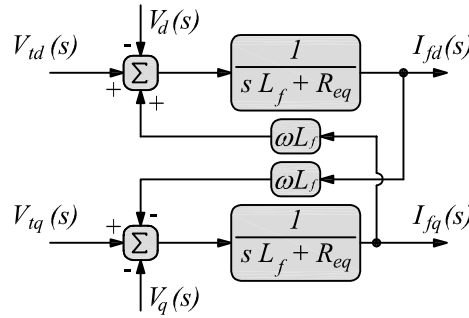 V_d(s)
-
V_td(s)
+
Σ
+
1
s L_f + R_eq
I_fd(s)
ωL_f
ωL_f
V_tq(s)
+
-
Σ
-
1
s L_f + R_eq
I_fq(s)
V_q(s)